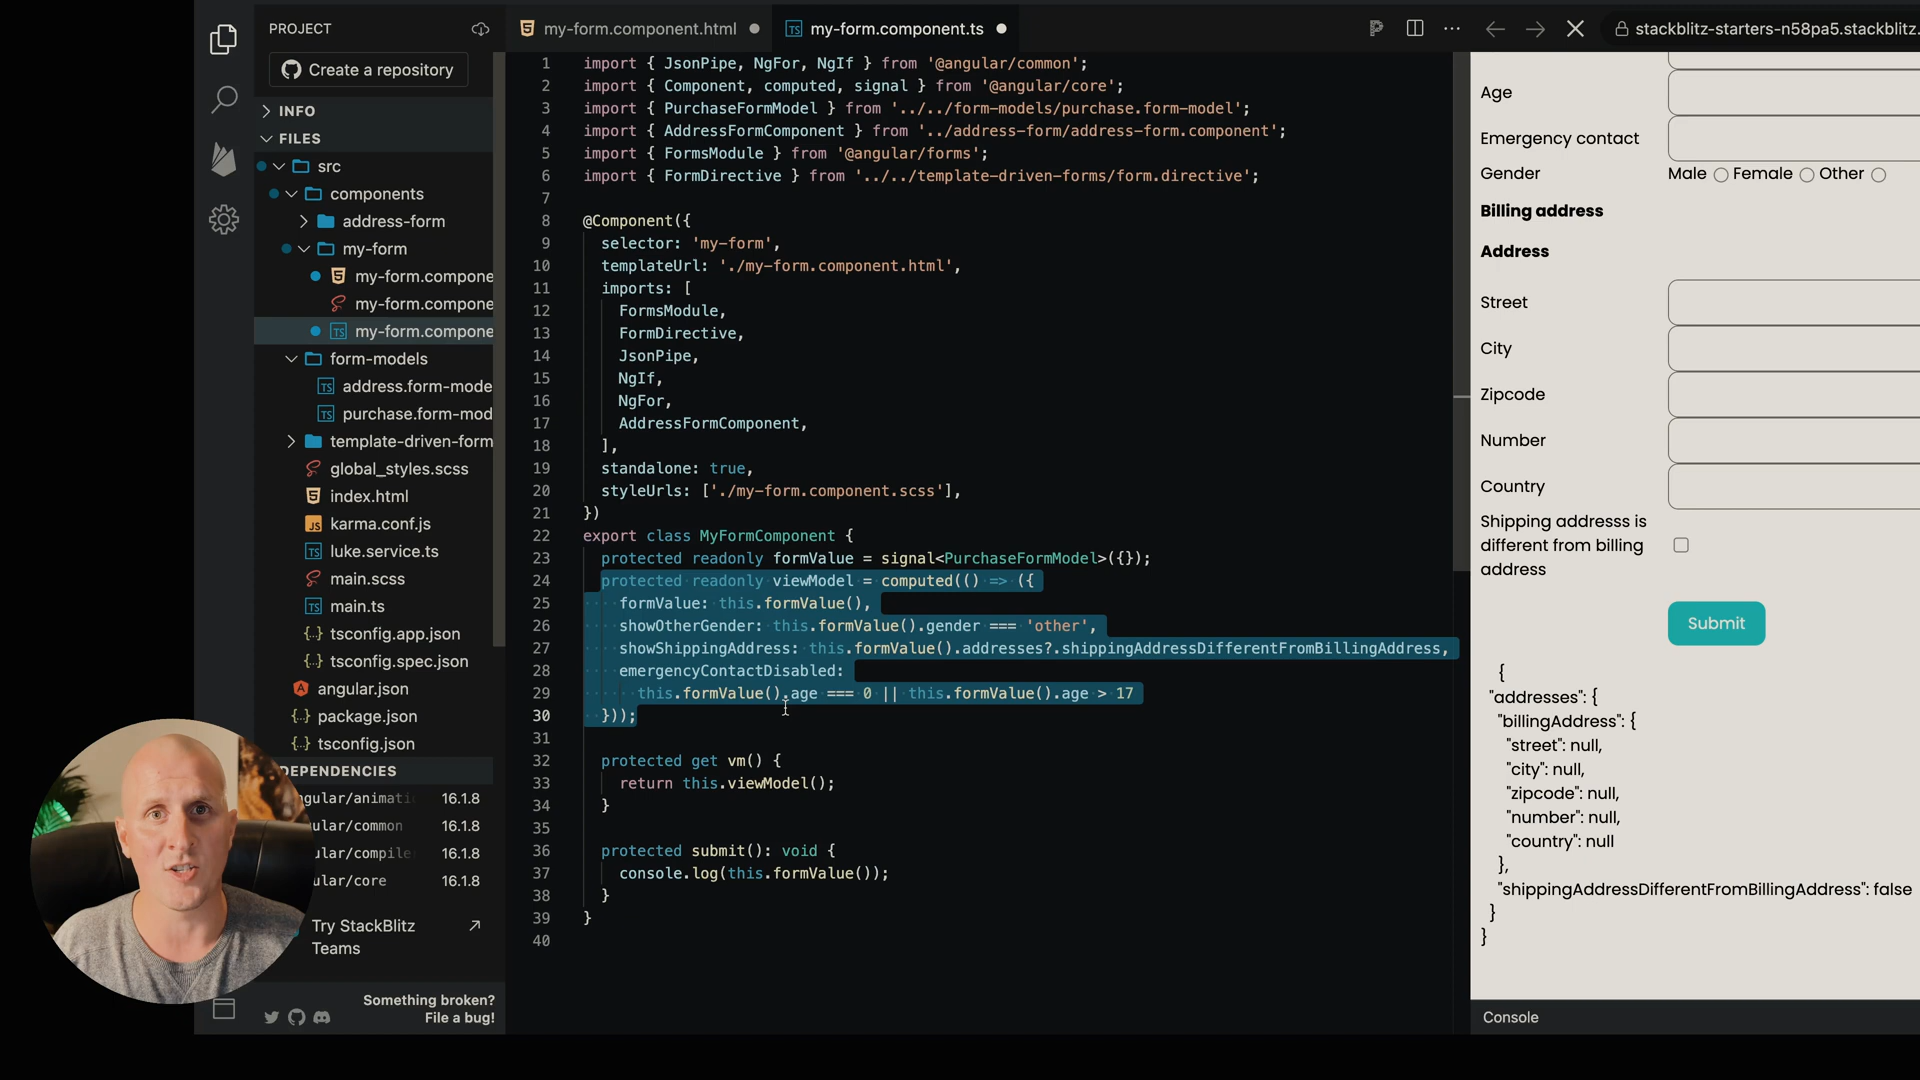 PROJECT
Create a repository
INFO
FILES
src
components
address-form
my-form
my-form.compone
my-form.compone
TS my-form.compone
form-models
TS address.form-mode
TS purchase.form-mod
template-driven-form
global_styles.scss
index.html
JS karma.conf.js
TS luke.service.ts
main.scss
TS main.ts
{·} tsconfig.app.json
{·} tsconfig.spec.json
angular.json
{·} package.json
{·} tsconfig.json
DEPENDENCIES
ngular/animati 16.1.8
ular/common 16.1.8
ular/compile 16.1.8
ular/core 16.1.8
Try StackBlitz
Teams
Something broken?
File a bug!
my-form.component.html
TS my-form.component.ts
1 import { JsonPipe, NgFor, NgIf } from '@angular/common';
2 import { Component, computed, signal } from '@angular/core';
3 import { PurchaseFormModel } from '../../form-models/purchase.form-model';
4 import { AddressFormComponent } from '../address-form/address-form.component';
5 import { FormsModule } from '@angular/forms';
6 import { FormDirective } from '../../template-driven-forms/form.directive';
7
8 @Component({
9 selector: 'my-form',
10 templateUrl: './my-form.component.html',
11 imports: [
12 FormsModule,
13 FormDirective,
14 JsonPipe,
15 NgIf,
16 NgFor,
17 AddressFormComponent,
18 ],
19 standalone: true,
20 styleUrls: ['./my-form.component.scss'],
21 })
22 export class MyFormComponent {
23 protected readonly formValue = signal<PurchaseFormModel>({});
24 protected readonly viewModel = computed(() => ({
25 formValue: this.formValue(),
26 showOtherGender: this.formValue().gender === 'other',
27 showShippingAddress: this.formValue().addresses?.shippingAddressDifferentFromBillingAddress,
28 emergencyContactDisabled:
29 this.formValue().age === 0 || this.formValue().age > 17
30 }));
31
32 protected get vm() {
33 return this.viewModel();
34 }
35
36 protected submit(): void {
37 console.log(this.formValue());
38 }
39 }
40
stackblitz-starters-n58pa5.stackblitz.
Age
Emergency contact
Gender Male Female Other
Billing address
Address
Street
City
Zipcode
Number
Country
Shipping addresss is
different from billing
address
Submit
{
"addresses": {
"billingAddress": {
"street": null,
"city": null,
"zipcode": null,
"number": null,
"country": null
},
"shippingAddressDifferentFromBillingAddress": false
}
}
Console